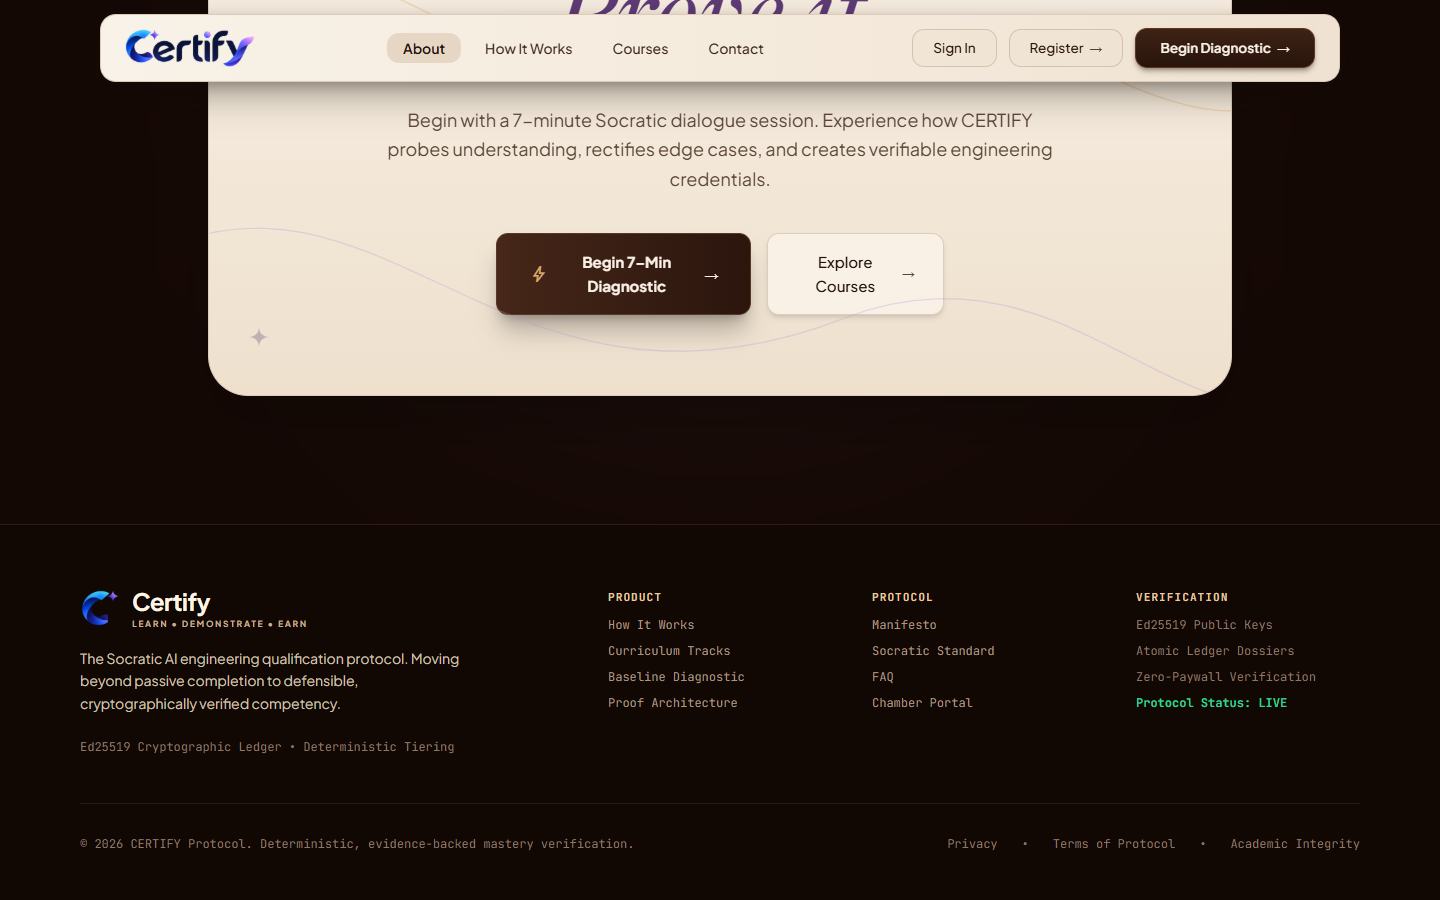 Prove it
Certify
About
How It Works
Courses
Contact
Sign In
Register →
Begin Diagnostic →
Begin with a 7–minute Socratic dialogue session. Experience how CERTIFY
probes understanding, rectifies edge cases, and creates verifiable engineering
credentials.
Begin 7–Min
Diagnostic →
Explore
Courses →
Certify
LEARN • DEMONSTRATE • EARN
The Socratic AI engineering qualification protocol. Moving
beyond passive completion to defensible,
cryptographically verified competency.
Ed25519 Cryptographic Ledger • Deterministic Tiering
PRODUCT
How It Works
Curriculum Tracks
Baseline Diagnostic
Proof Architecture
PROTOCOL
Manifesto
Socratic Standard
FAQ
Chamber Portal
VERIFICATION
Ed25519 Public Keys
Atomic Ledger Dossiers
Zero-Paywall Verification
Protocol Status: LIVE
© 2026 CERTIFY Protocol. Deterministic, evidence-backed mastery verification.
Privacy • Terms of Protocol • Academic Integrity